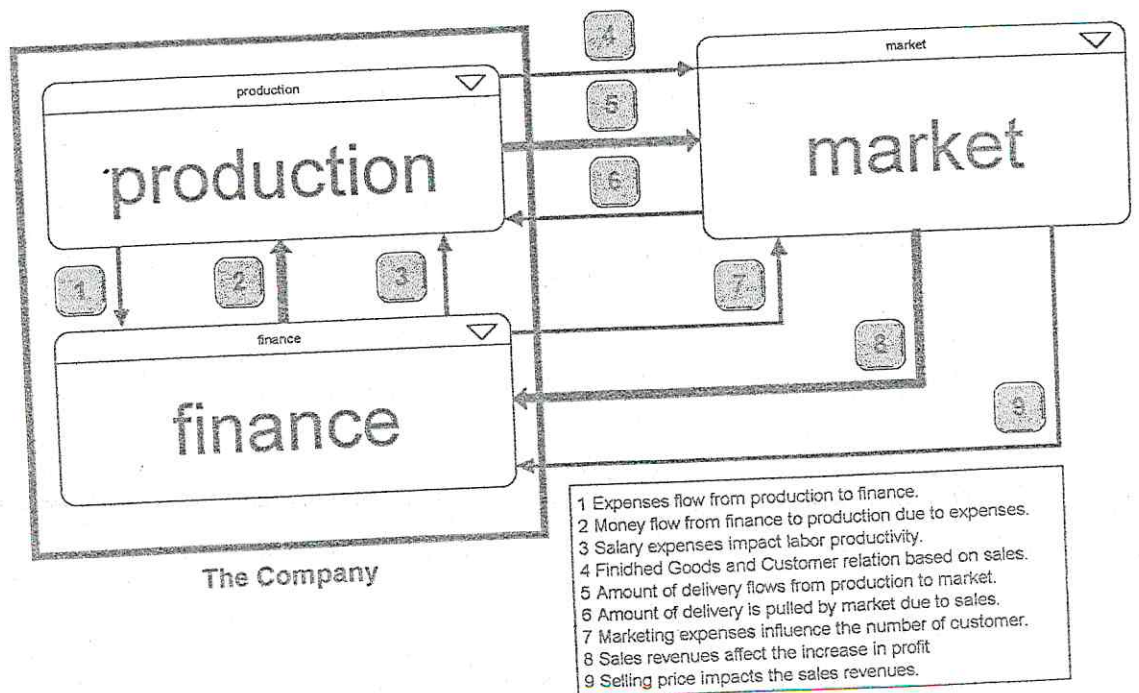 4
market
production
5
market
production
6
1
2
3
7
finance
8
finance
9
The Company
1 Expenses flow from production to finance.
2 Money flow from finance to production due to expenses.
3 Salary expenses impact labor productivity.
4 Finidhed Goods and Customer relation based on sales.
5 Amount of delivery flows from production to market.
6 Amount of delivery is pulled by market due to sales.
7 Marketing expenses influence the number of customer.
8 Sales revenues affect the increase in profit
9 Selling price impacts the sales revenues.